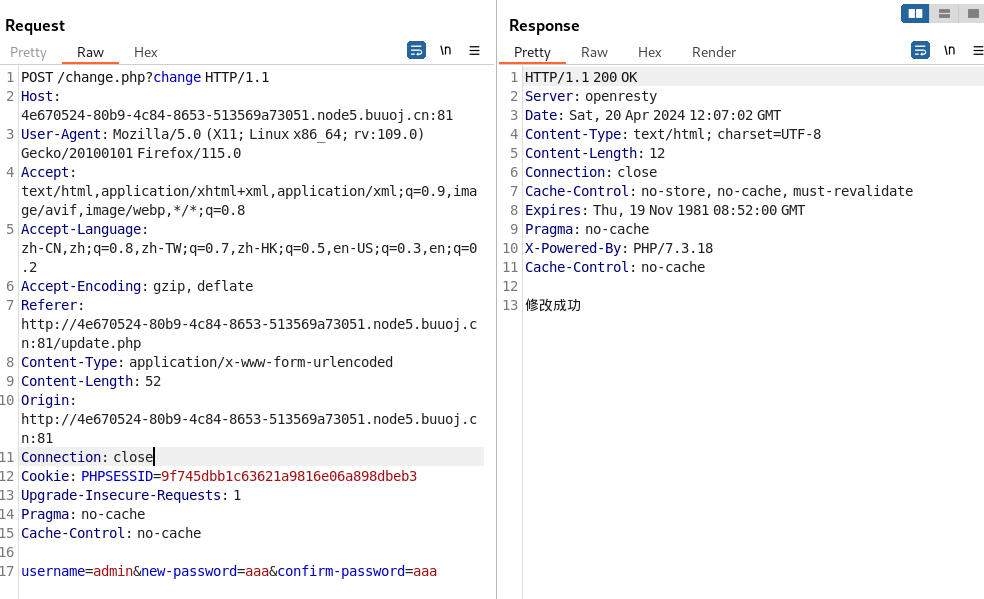 Request
Pretty Raw Hex \n
1 POST /change.php?change HTTP/1.1
2 Host:
4e670524-80b9-4c84-8653-513569a73051.node5.buuoj.cn:81
3 User-Agent: Mozilla/5.0 (X11; Linux x86_64; rv:109.0)
Gecko/20100101 Firefox/115.0
4 Accept:
text/html,application/xhtml+xml,application/xml;q=0.9,ima
ge/avif,image/webp,*/*;q=0.8
5 Accept-Language:
zh-CN,zh;q=0.8,zh-TW;q=0.7,zh-HK;q=0.5,en-US;q=0.3,en;q=0
.2
6 Accept-Encoding: gzip, deflate
7 Referer:
http://4e670524-80b9-4c84-8653-513569a73051.node5.buuoj.c
n:81/update.php
8 Content-Type: application/x-www-form-urlencoded
9 Content-Length: 52
10 Origin:
http://4e670524-80b9-4c84-8653-513569a73051.node5.buuoj.c
n:81
11 Connection: close
12 Cookie: PHPSESSID=9f745dbb1c63621a9816e06a898dbeb3
13 Upgrade-Insecure-Requests: 1
14 Pragma: no-cache
15 Cache-Control: no-cache
16
17 username=admin&new-password=aaa&confirm-password=aaa
Response
Pretty Raw Hex Render \n
1 HTTP/1.1 200 OK
2 Server: openresty
3 Date: Sat, 20 Apr 2024 12:07:02 GMT
4 Content-Type: text/html; charset=UTF-8
5 Content-Length: 12
6 Connection: close
7 Cache-Control: no-store, no-cache, must-revalidate
8 Expires: Thu, 19 Nov 1981 08:52:00 GMT
9 Pragma: no-cache
10 X-Powered-By: PHP/7.3.18
11 Cache-Control: no-cache
12
13 修改成功